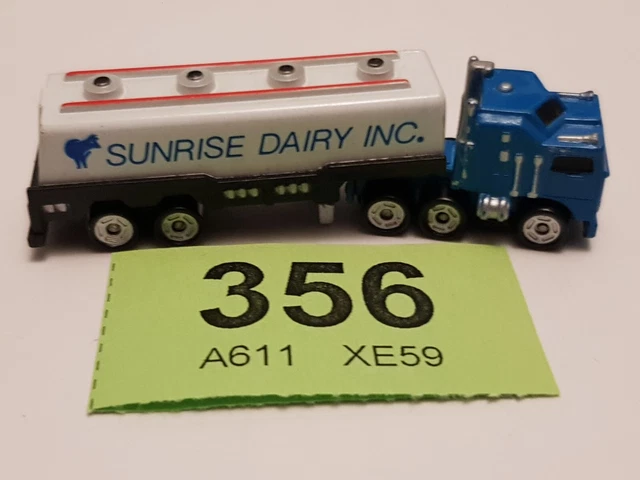 SUNRISE DAIRY INC.
356
A611 XE59